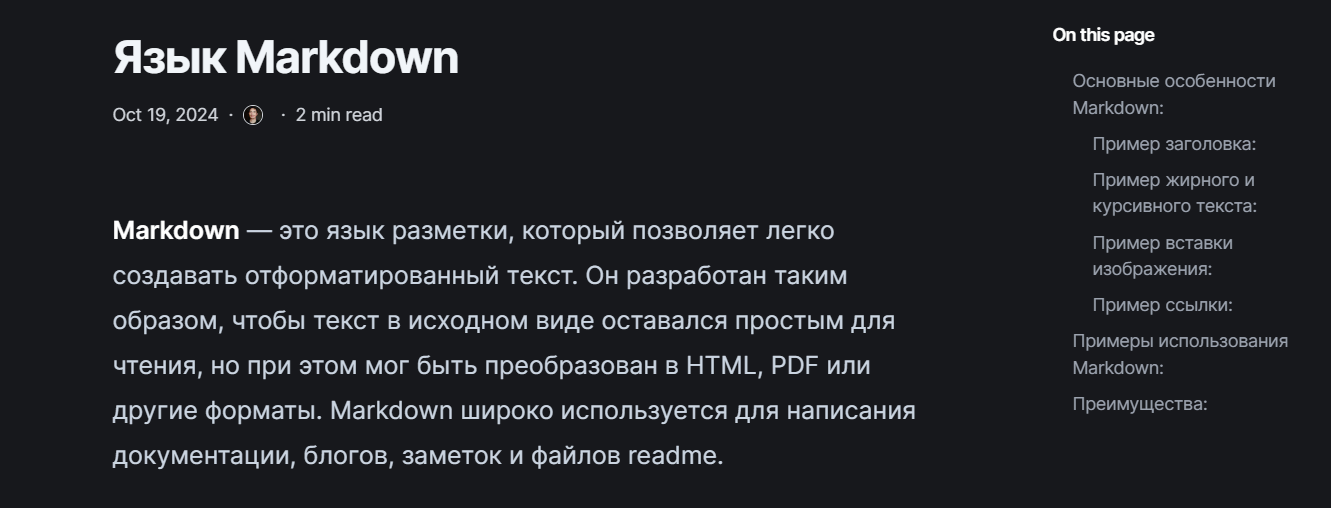 Язык Markdown
Oct 19, 2024 · · 2 min read
Markdown — это язык разметки, который позволяет легко
создавать отформатированный текст. Он разработан таким
образом, чтобы текст в исходном виде оставался простым для
чтения, но при этом мог быть преобразован в HTML, PDF или
другие форматы. Markdown широко используется для написания
документации, блогов, заметок и файлов readme.
On this page
Основные особенности
Markdown:
Пример заголовка:
Пример жирного и
курсивного текста:
Пример вставки
изображения:
Пример ссылки:
Примеры использования
Markdown:
Преимущества: